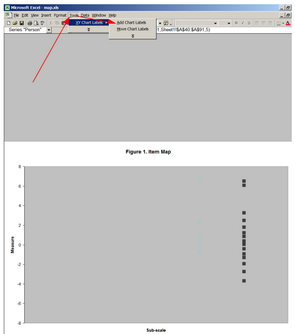 Microsoft Excel - map.xls
File Edit View Insert Format Tools Data Window Help
XY Chart Labels Add Chart Labels
Move Chart Labels
Series "Person" 1,Sheet1!$A$40:$A$91,5)
Figure 1. Item Map
8
6
4
2
0
-2
-4
-6
-8
Measure
Sub-scale